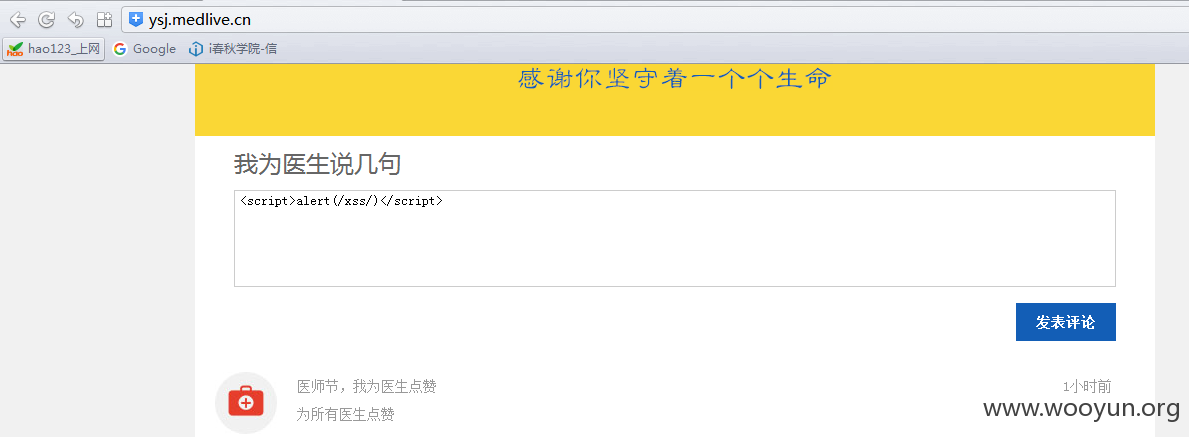 ysj.medlive.cn
hao123_上网 Google i春秋学院-信
感谢你坚守着一个个生命
我为医生说几句
<script>alert(/xss/)</script>
发表评论
医师节，我为医生点赞 1小时前
为所有医生点赞
www.wooyun.org